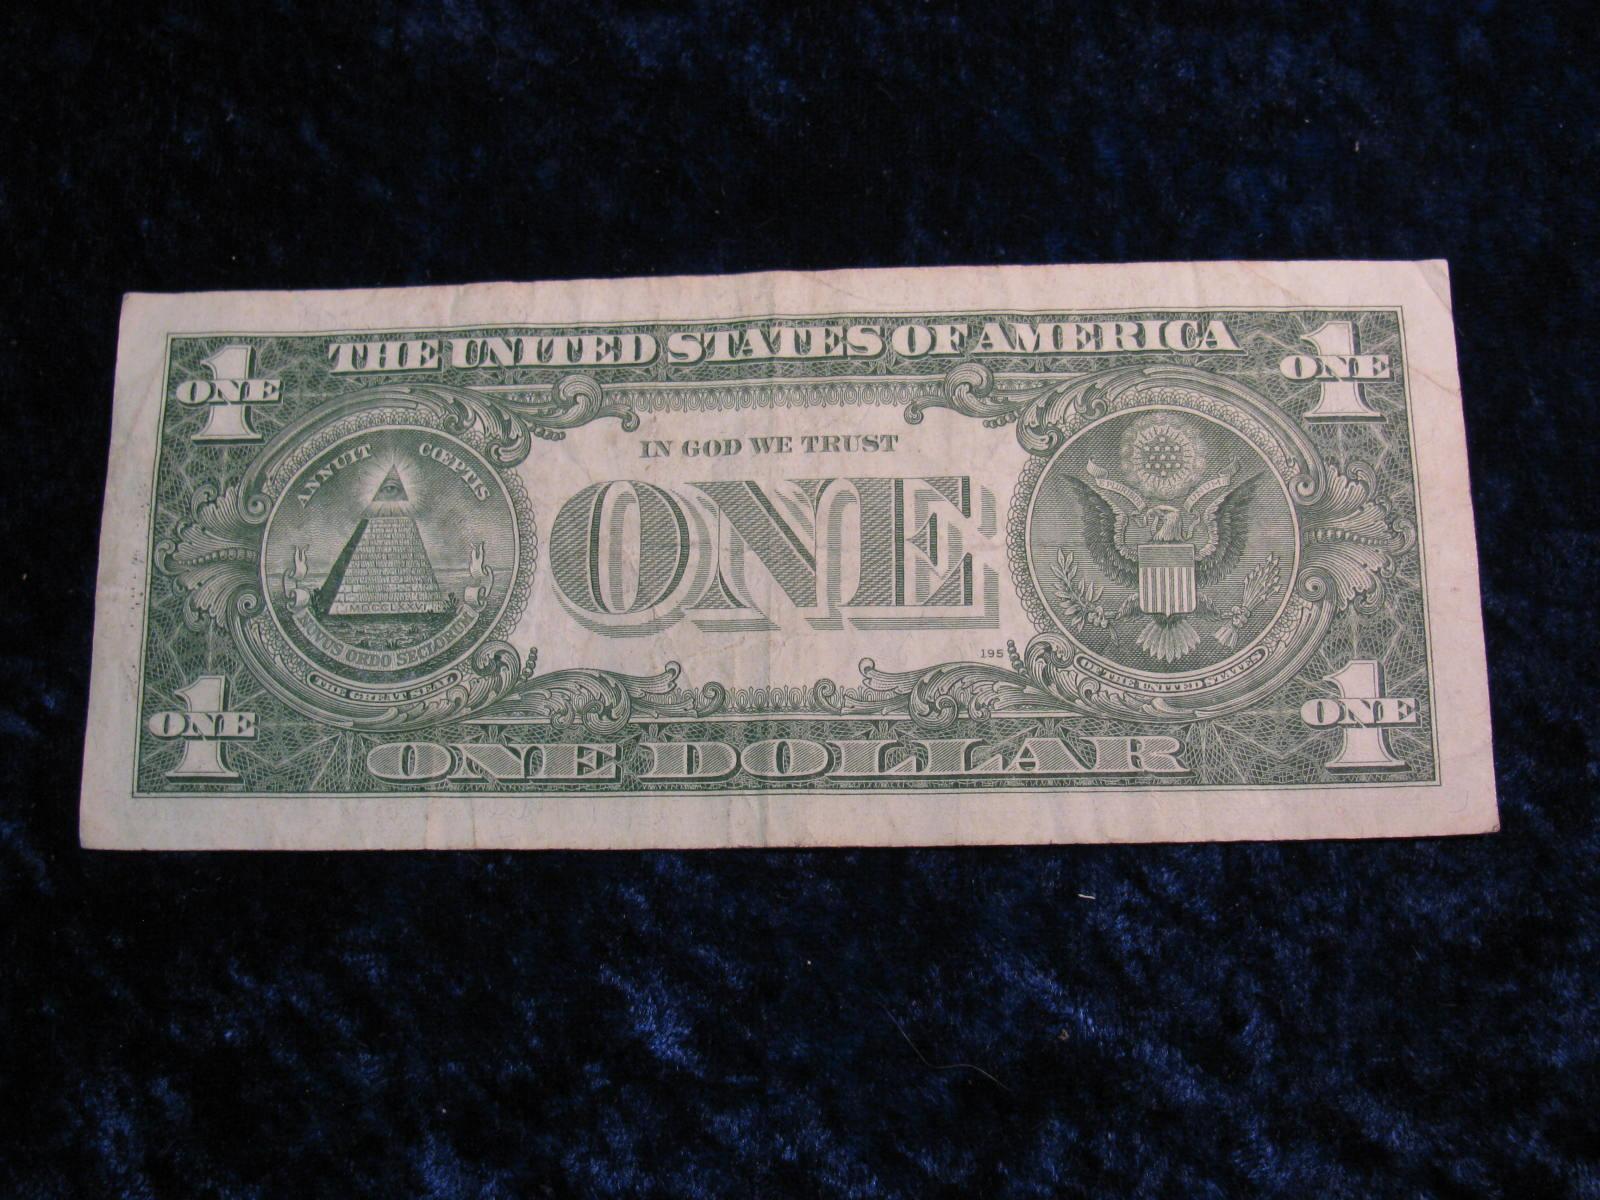 THE UNITED STATES OF AMERICA
1
ONE
1
ONE
ANNUIT CŒPTIS
IN GOD WE TRUST
ONE
MDCCLXXVI
NOVUS ORDO SECLORUM
THE GREAT SEAL
195
OF THE UNITED STATES
1
ONE
1
ONE
ONE DOLLAR